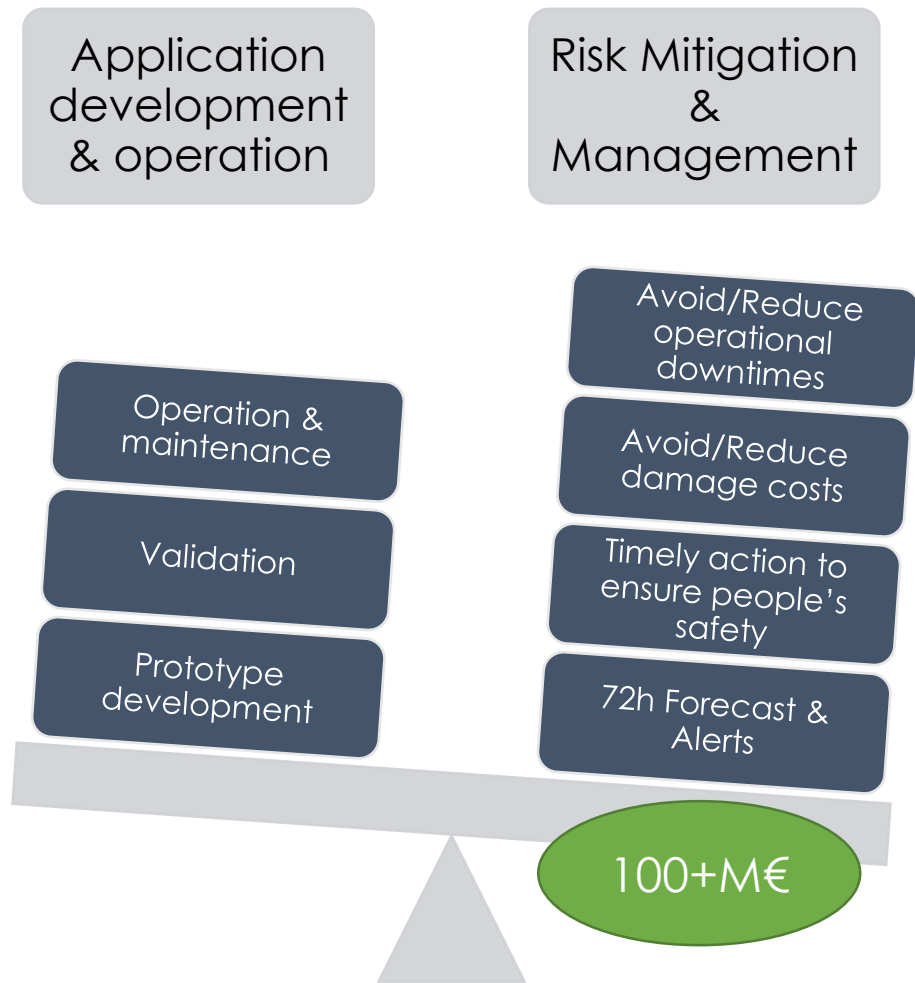 Application
development
& operation
Risk Mitigation
&
Management
Operation &
maintenance
Validation
Prototype
development
Avoid/Reduce
operational
downtimes
Avoid/Reduce
damage costs
Timely action to
ensure people’s
safety
72h Forecast &
Alerts
100+M€